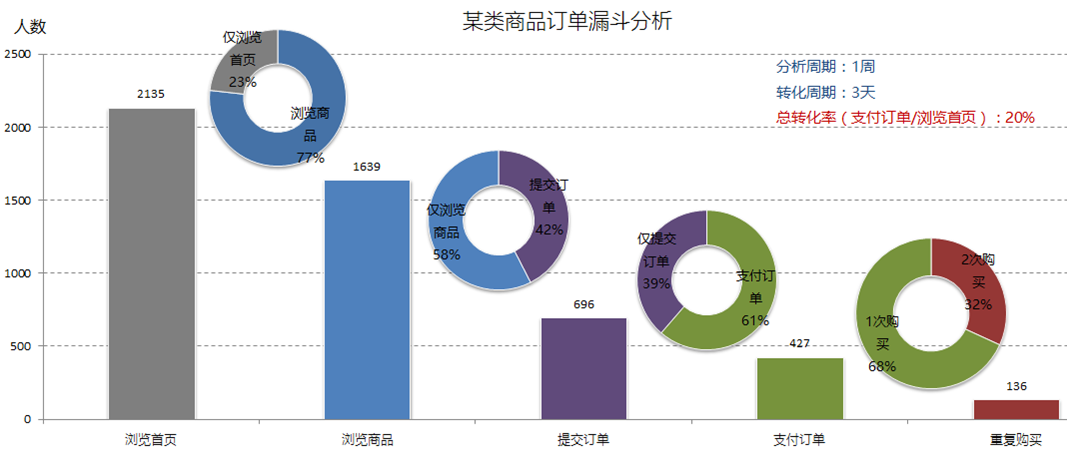 某类商品订单漏斗分析
人数
分析周期：1周
转化周期：3天
总转化率（支付订单/浏览首页）：20%
2500
2000
1500
1000
500
0
2135
1639
696
427
136
仅浏览
首页
23%
浏览商
品
77%
仅浏览
商品
58%
提交订
单
42%
仅提交
订单
39%
支付订
单
61%
1次购
买
68%
2次购
买
32%
浏览首页
浏览商品
提交订单
支付订单
重复购买